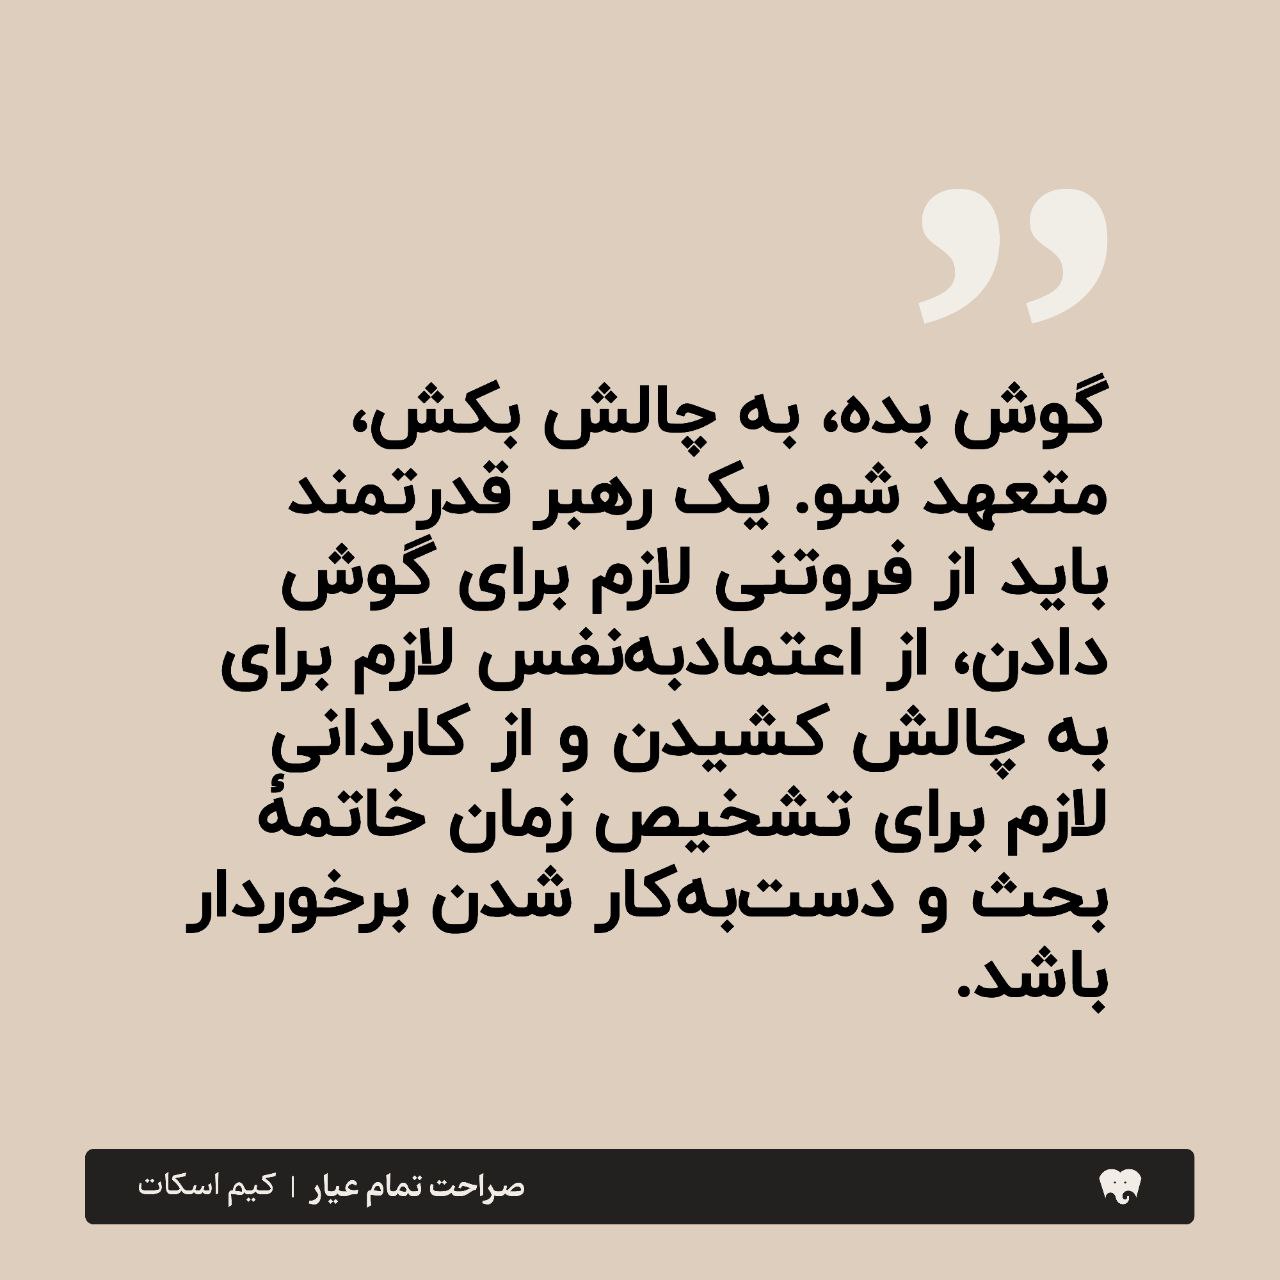 ”
گوش بده، به چالش بکش،
متعهد شو. یک رهبر قدرتمند
باید از فروتنی لازم برای گوش
دادن، از اعتمادبه‌نفس لازم برای
به چالش کشیدن و از کاردانی
لازم برای تشخیص زمان خاتمهٔ
بحث و دست‌به‌کار شدن برخوردار
باشد.
صراحت تمام عیار | کیم اسکات